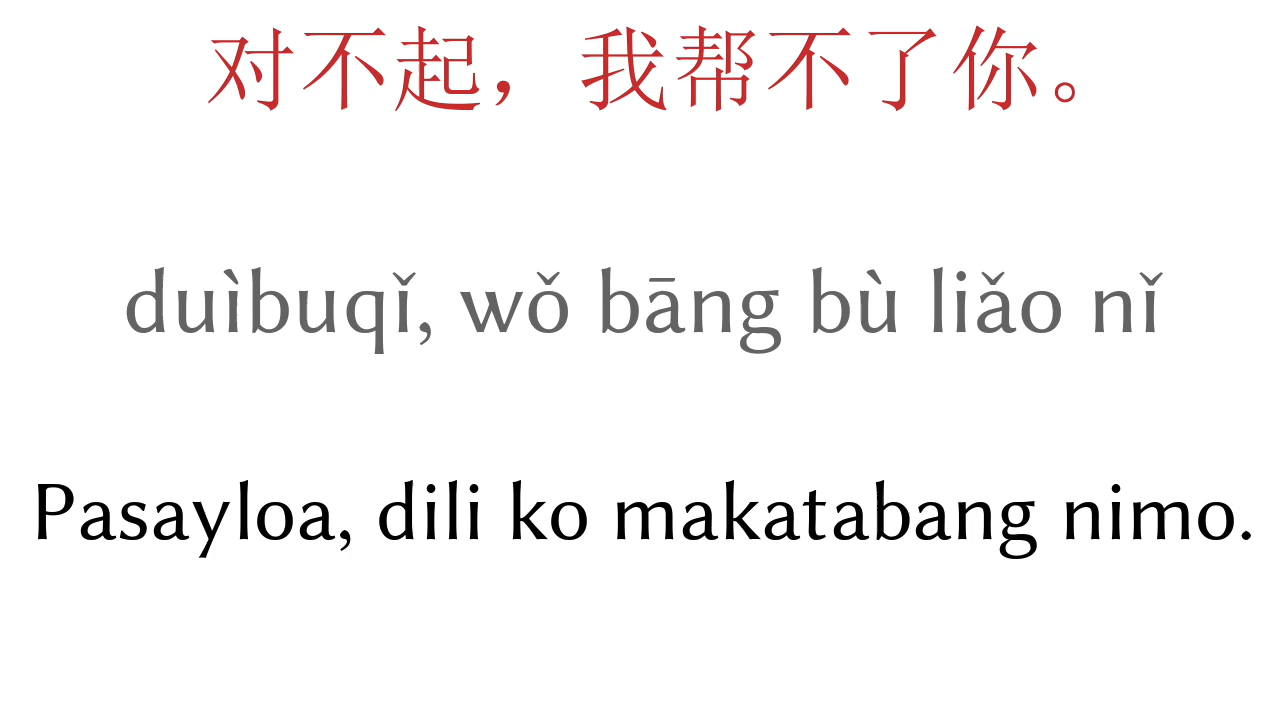 对不起，我帮不了你。
duìbuqǐ, wǒ bāng bù liǎo nǐ
Pasayloa, dili ko makatabang nimo.